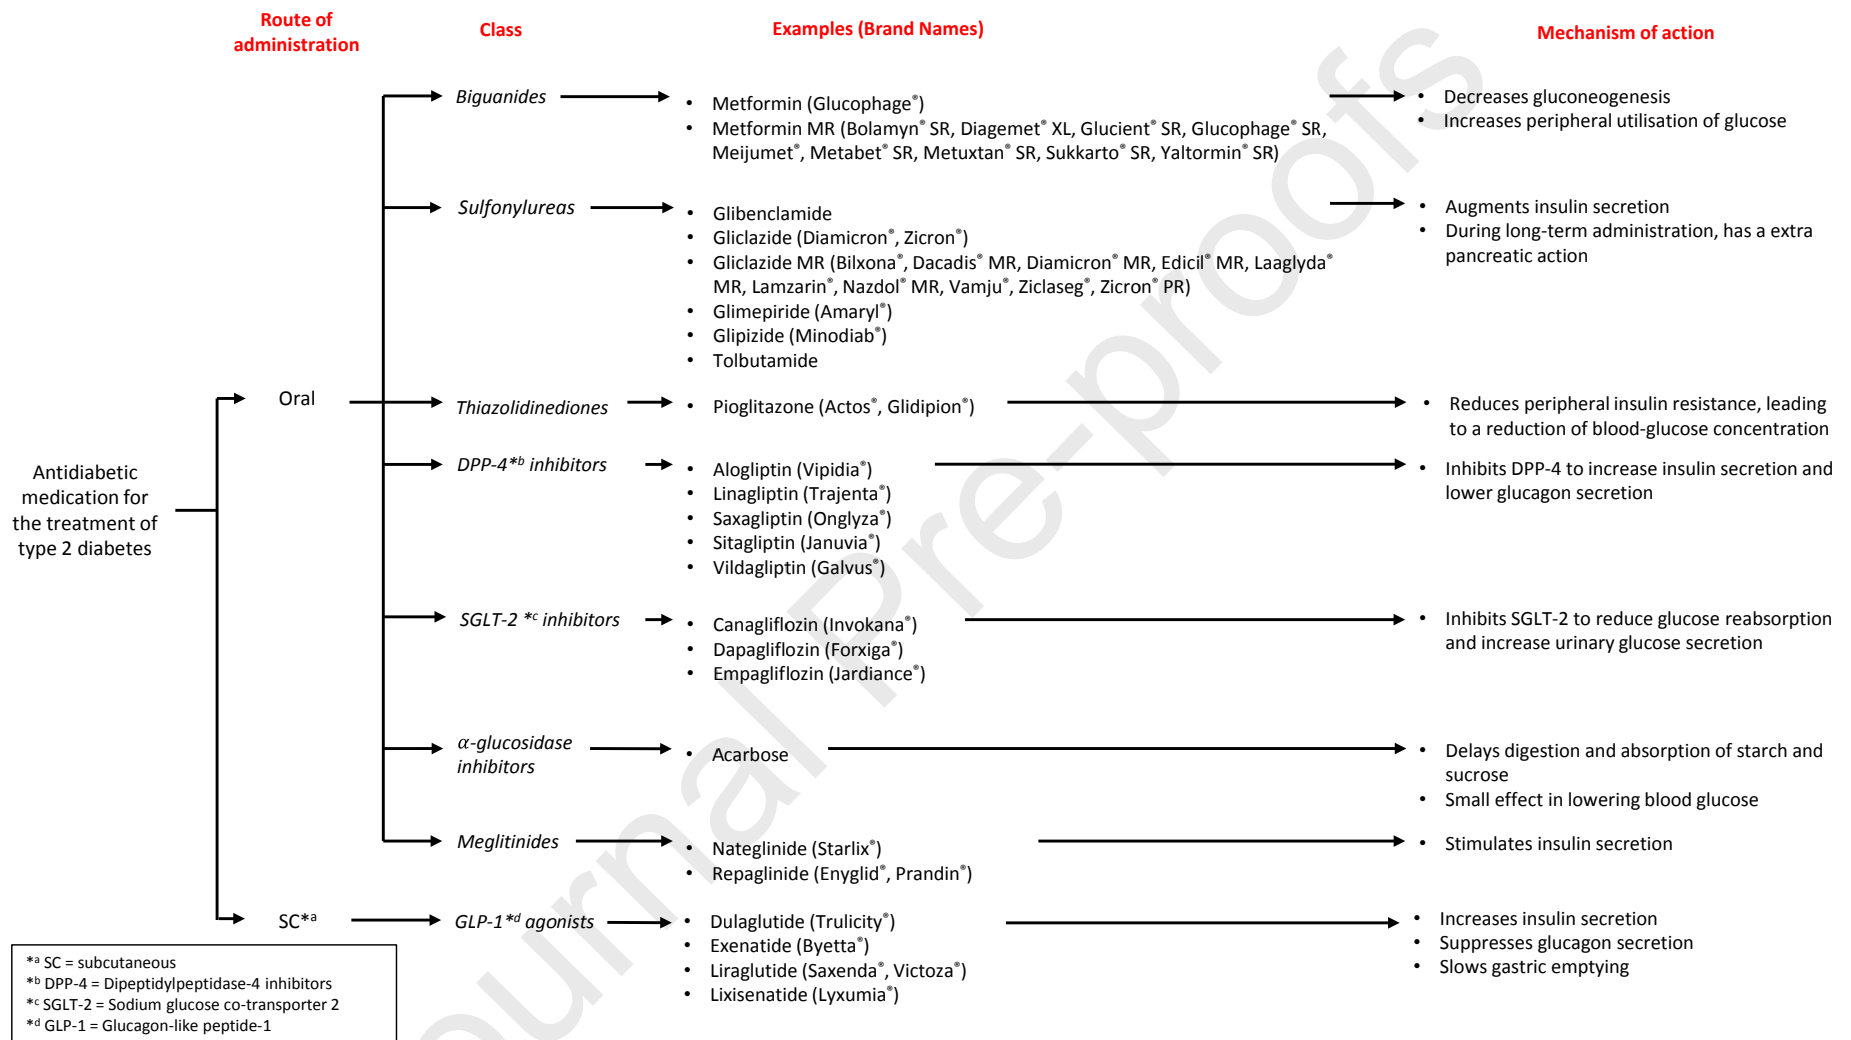 Route of
administration
Class
Examples (Brand Names)
Mechanism of action
Antidiabetic
medication for
the treatment of
type 2 diabetes
Oral
Biguanides
• Metformin (Glucophage®)
• Metformin MR (Bolamyn® SR, Diagemet® XL, Glucient® SR, Glucophage® SR,
Meijumet®, Metabet® SR, Metuxtan® SR, Sukkarto® SR, Yaltormin® SR)
• Decreases gluconeogenesis
• Increases peripheral utilisation of glucose
Sulfonylureas
• Glibenclamide
• Gliclazide (Diamicron®, Zicron®)
• Gliclazide MR (Bilxona®, Dacadis® MR, Diamicron® MR, Edicil® MR, Laaglyda®
MR, Lamzarin®, Nazdol® MR, Vamju®, Ziclaseg®, Zicron® PR)
• Glimepiride (Amaryl®)
• Glipizide (Minodiab®)
• Tolbutamide
• Augments insulin secretion
• During long-term administration, has a extra
pancreatic action
Thiazolidinediones
• Pioglitazone (Actos®, Glidipion®)
• Reduces peripheral insulin resistance, leading
to a reduction of blood-glucose concentration
DPP-4*b inhibitors
• Alogliptin (Vipidia®)
• Linagliptin (Trajenta®)
• Saxagliptin (Onglyza®)
• Sitagliptin (Januvia®)
• Vildagliptin (Galvus®)
• Inhibits DPP-4 to increase insulin secretion and
lower glucagon secretion
SGLT-2 *c inhibitors
• Canagliflozin (Invokana®)
• Dapagliflozin (Forxiga®)
• Empagliflozin (Jardiance®)
• Inhibits SGLT-2 to reduce glucose reabsorption
and increase urinary glucose secretion
α-glucosidase
inhibitors
• Acarbose
• Delays digestion and absorption of starch and
sucrose
• Small effect in lowering blood glucose
Meglitinides
• Nateglinide (Starlix®)
• Repaglinide (Enyglid®, Prandin®)
• Stimulates insulin secretion
SC*a
GLP-1*d agonists
• Dulaglutide (Trulicity®)
• Exenatide (Byetta®)
• Liraglutide (Saxenda®, Victoza®)
• Lixisenatide (Lyxumia®)
• Increases insulin secretion
• Suppresses glucagon secretion
• Slows gastric emptying
*a SC = subcutaneous
*b DPP-4 = Dipeptidylpeptidase-4 inhibitors
*c SGLT-2 = Sodium glucose co-transporter 2
*d GLP-1 = Glucagon-like peptide-1
ournal Pre-proofs